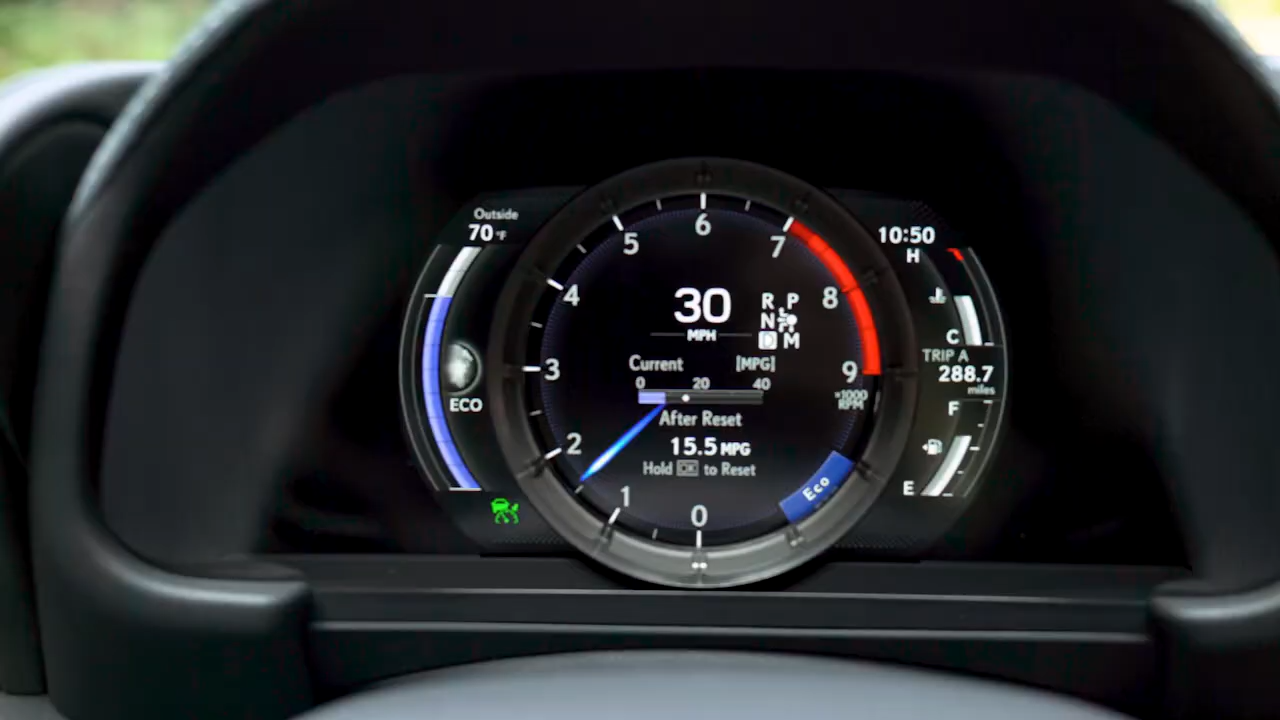 Outside
70 °F
ECO
0
1
2
3
4
5
6
7
8
9
×1000
RPM
30
MPH
R P
N
D M
Current [MPG]
0 20 40
After Reset
15.5 MPG
Hold OK to Reset
Eco
10:50
H
C
TRIP A
288.7
miles
F
E